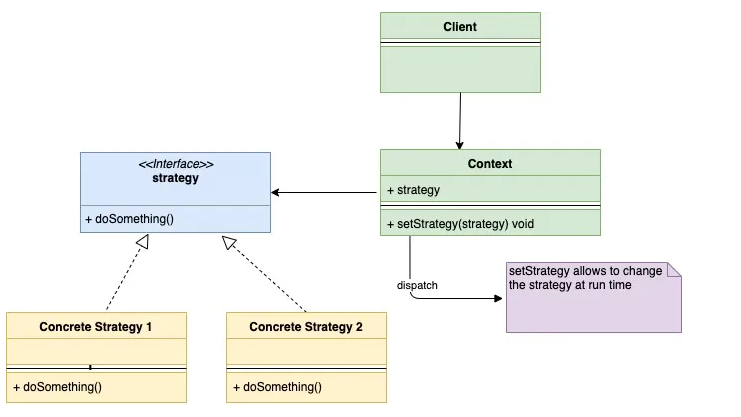 Client
Context
+ strategy
+ setStrategy(strategy) void
<<Interface>>
strategy
+ doSomething()
dispatch
setStrategy allows to change
the strategy at run time
Concrete Strategy 1
+ doSomething()
Concrete Strategy 2
+ doSomething()